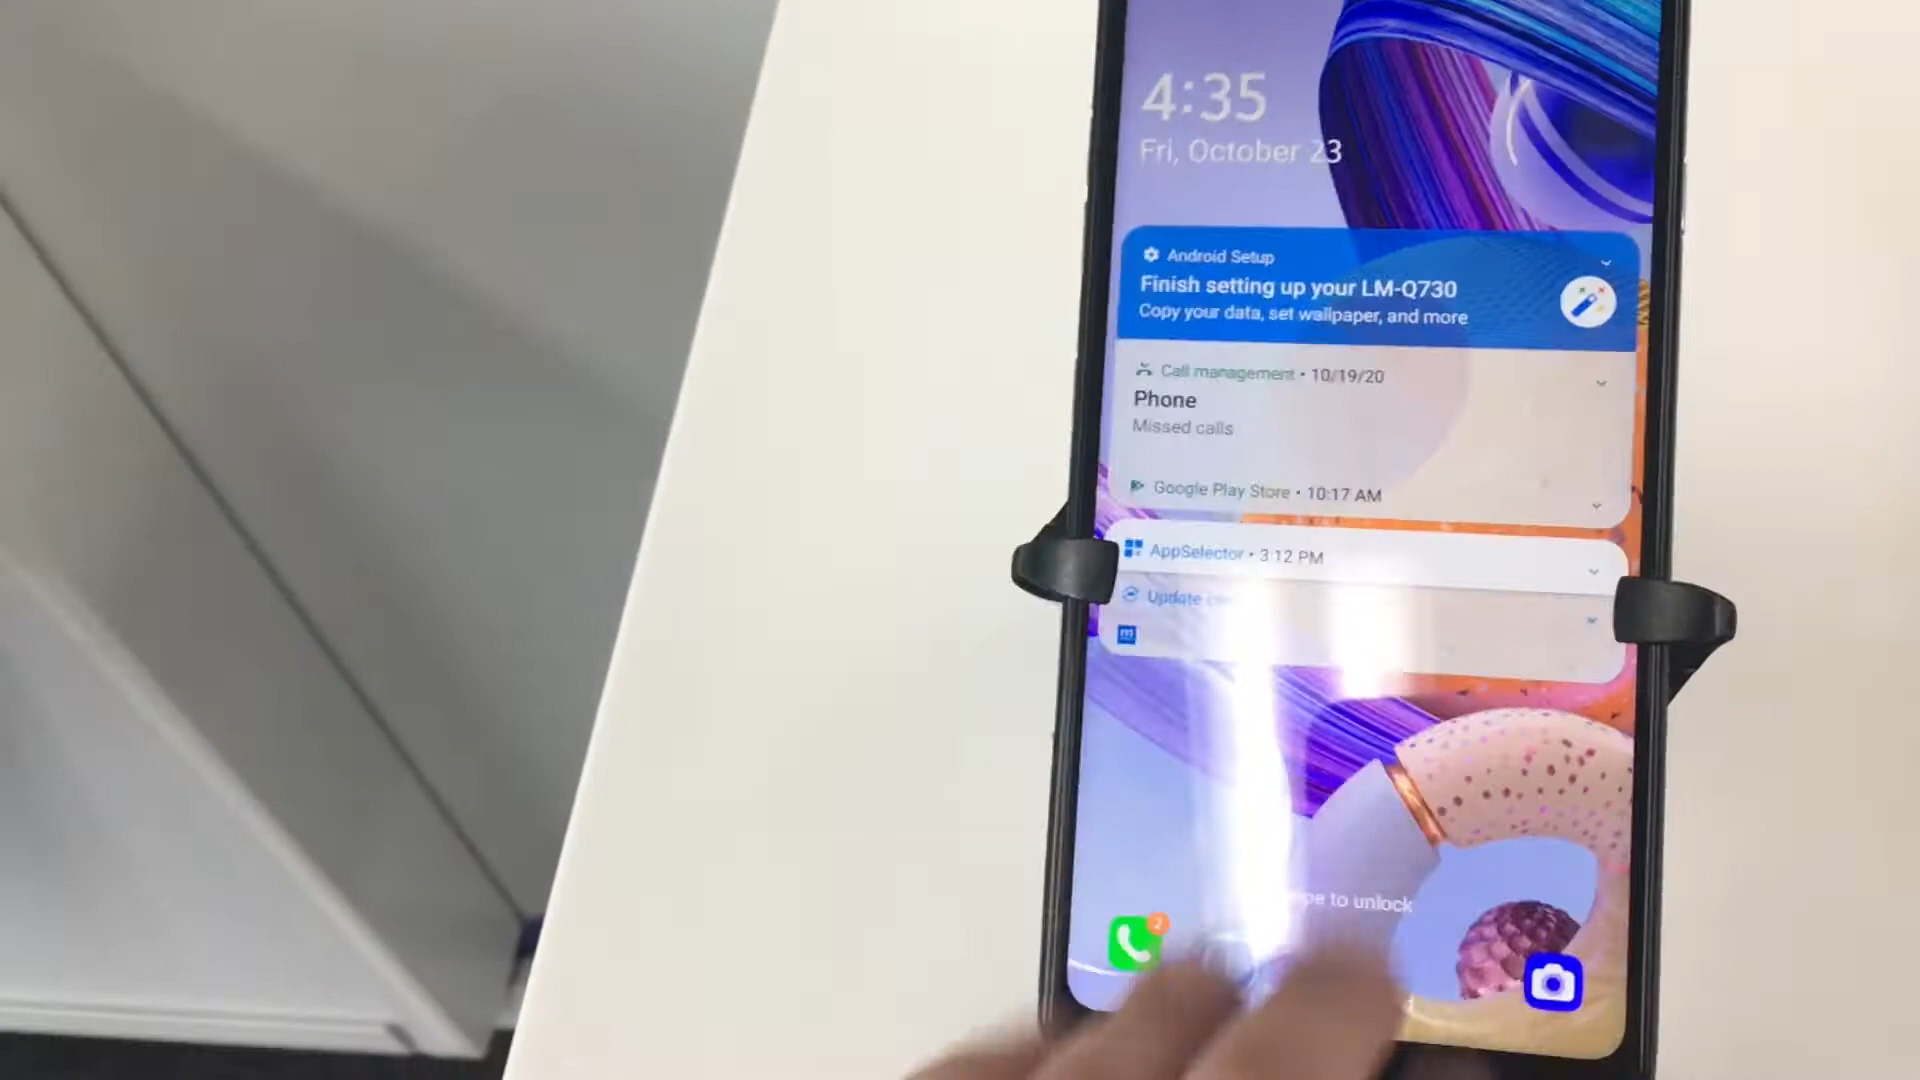 4:35
Fri, October 23
Android Setup
Finish setting up your LM-Q730
Copy your data, set wallpaper, and more
Call management • 10/19/20
Phone
Missed calls
Google Play Store • 10:17 AM
AppSelector • 3:12 PM
Update
m
to unlock
2